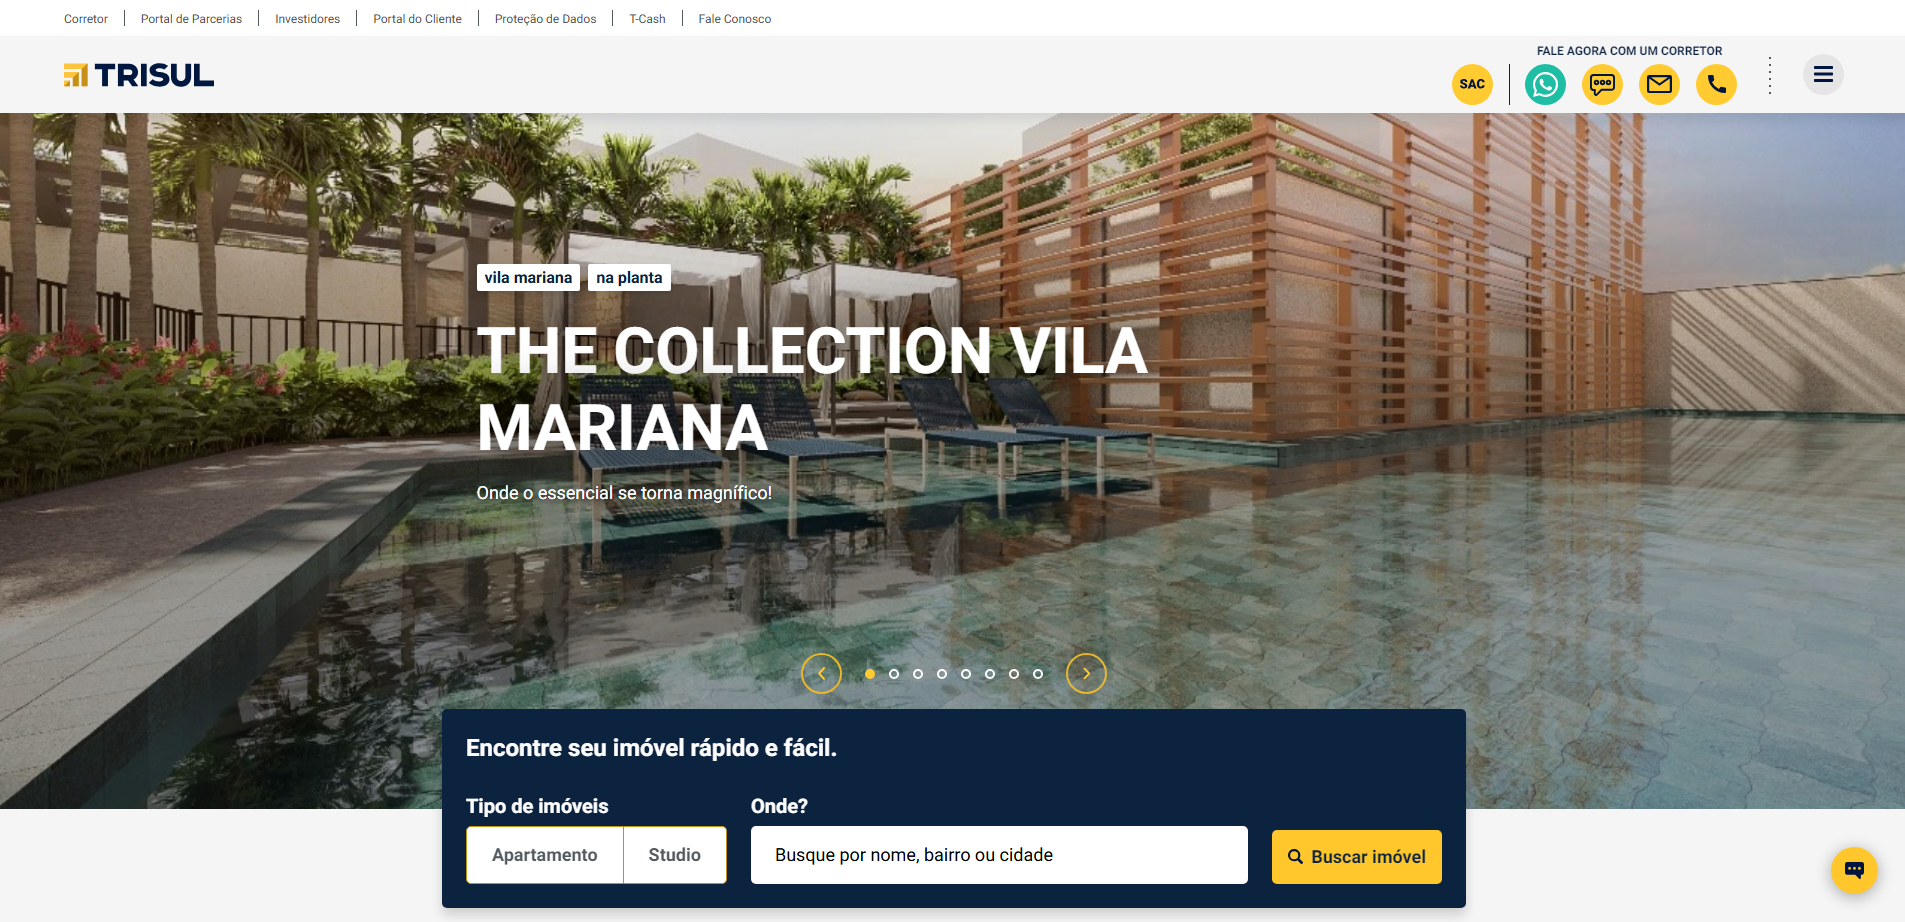 Corretor
Portal de Parcerias
Investidores
Portal do Cliente
Proteção de Dados
T-Cash
Fale Conosco
TRISUL
FALE AGORA COM UM CORRETOR
SAC
vila mariana
na planta
THE COLLECTION VILA
MARIANA
Onde o essencial se torna magnífico!
Encontre seu imóvel rápido e fácil.
Tipo de imóveis
Onde?
Apartamento
Studio
Busque por nome, bairro ou cidade
Buscar imóvel